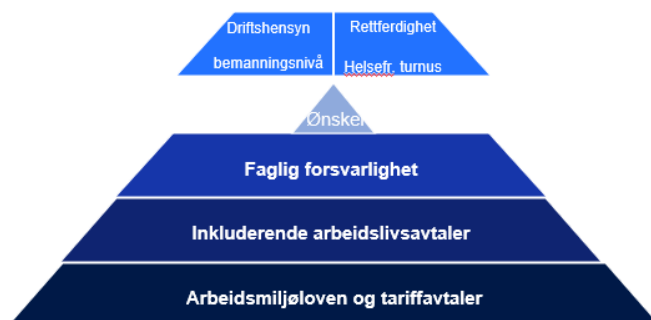 Driftshensyn
bemanningsnivå
Rettferdighet
Helsefr. turnus
Ønsker
Faglig forsvarlighet
Inkluderende arbeidslivsavtaler
Arbeidsmiljøloven og tariffavtaler